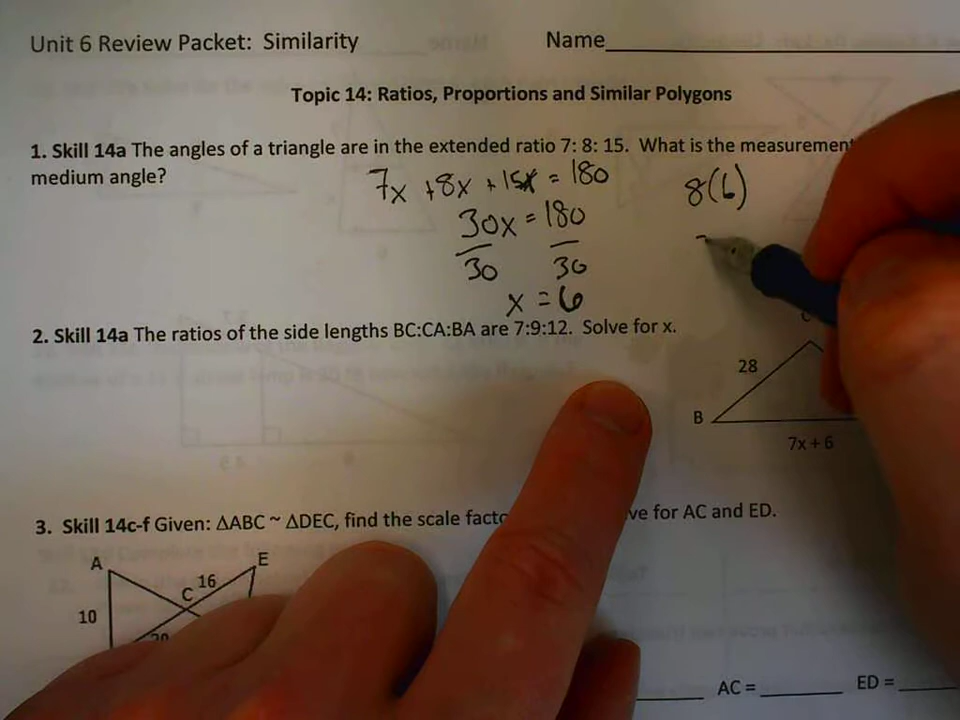 Unit 6 Review Packet: Similarity Name
Topic 14: Ratios, Proportions and Similar Polygons
1. Skill 14a The angles of a triangle are in the extended ratio 7: 8: 15. What is the
medium angle?
7x + 8x + 15x = 180
30x = 180
30 30
x = 6
8(6)
2. Skill 14a The ratios of the side lengths BC:CA:BA are 7:9:12. Solve for x.
28
B
7x + 6
3. Skill 14c-f Given: ΔABC ~ ΔDEC, find the scale for AC and ED.
A
E
C 16
10
20
AC = ED =